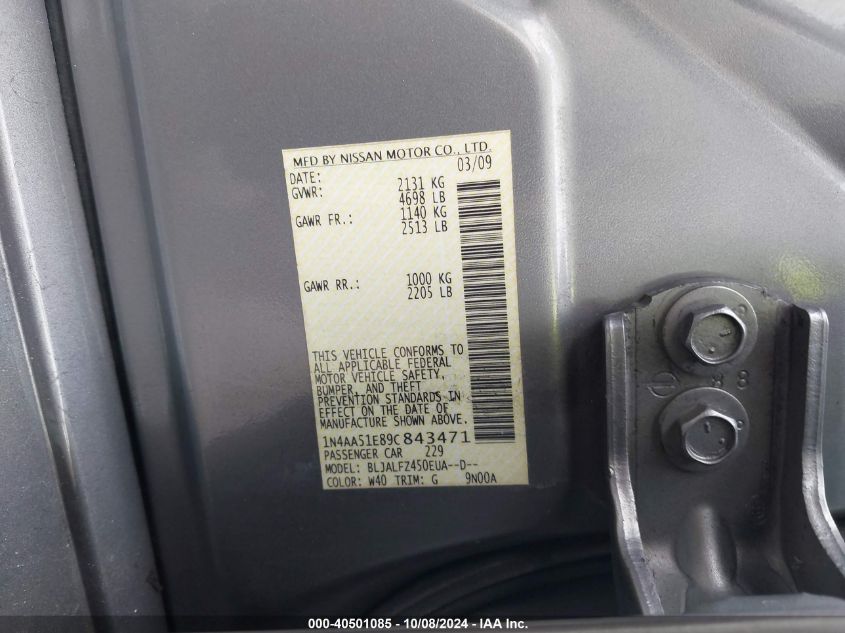 MFD BY NISSAN MOTOR CO., LTD.
DATE: 03/09
GVWR: 2131 KG
4698 LB
GAWR FR.: 1140 KG
2513 LB
GAWR RR.: 1000 KG
2205 LB
THIS VEHICLE CONFORMS TO
ALL APPLICABLE FEDERAL
MOTOR VEHICLE SAFETY,
BUMPER, AND THEFT
PREVENTION STANDARDS IN
EFFECT ON THE DATE OF
MANUFACTURE SHOWN ABOVE.
1N4AA51E89C843471
PASSENGER CAR 229
MODEL: BLJALFZ450EUA--D--
COLOR: W40 TRIM: G 9N00A
8 8
000-40501085 - 10/08/2024 - IAA Inc.